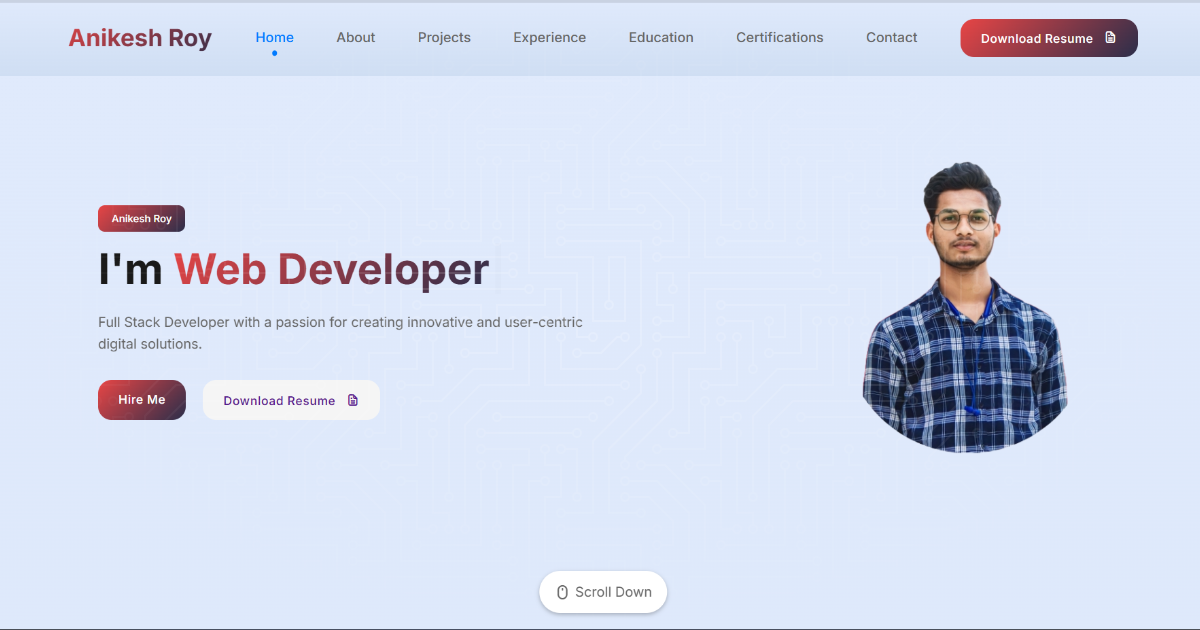 Anikesh Roy Home About Projects Experience Education Certifications Contact Download Resume
Anikesh Roy
I'm Web Developer
Full Stack Developer with a passion for creating innovative and user-centric
digital solutions.
Hire Me Download Resume
Scroll Down